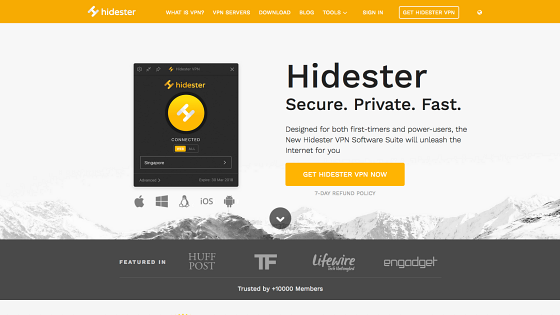 hidester
WHAT IS VPN? VPN SERVERS DOWNLOAD BLOG TOOLS SIGN IN GET HIDESTER VPN
Hidester VPN
hidester
CONNECTED
Singapore
Advanced
Hidester
Secure. Private. Fast.
Designed for both first-timers and power-users, the
New Hidester VPN Software Suite will unleash the
Internet for you
GET HIDESTER VPN NOW
7-DAY REFUND POLICY
iOS
FEATURED IN
HUFF
POST
TF
Lifewire
Tech Untangled
engadget
Trusted by +10000 Members